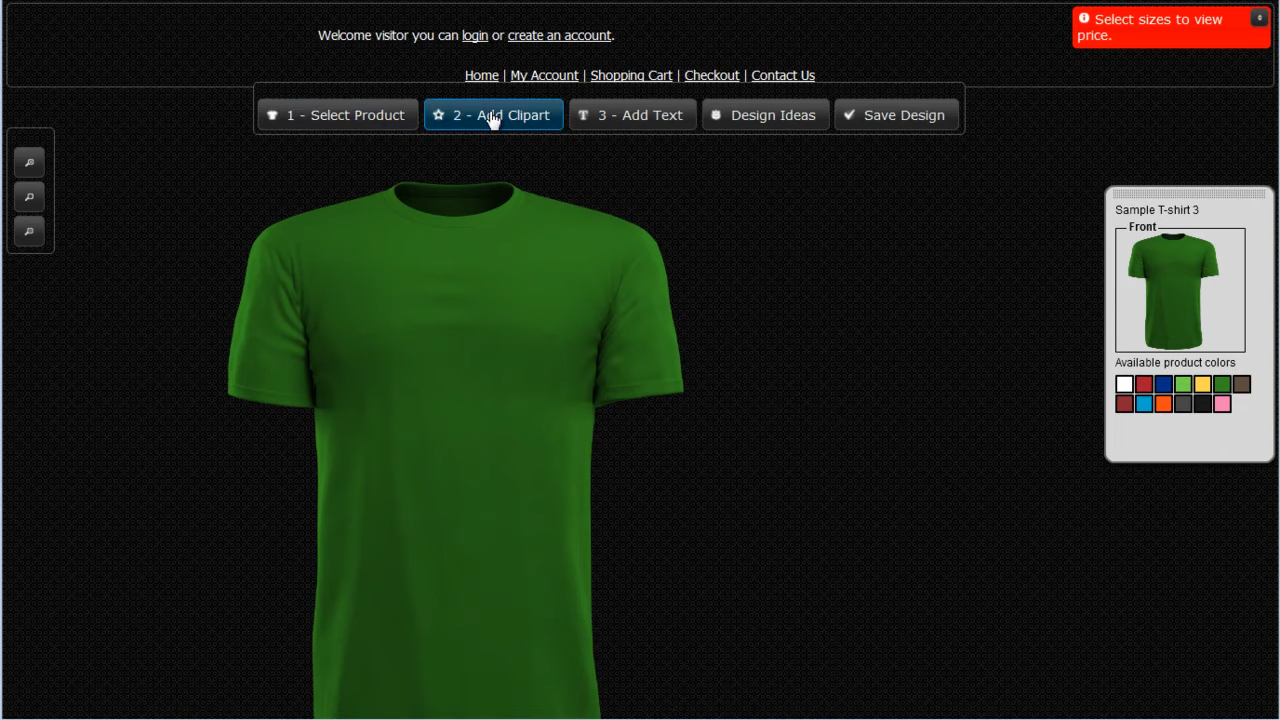 Welcome visitor you can login or create an account.
Select sizes to view
price.
Home | My Account | Shopping Cart | Checkout | Contact Us
1 - Select Product
2 - Add Clipart
3 - Add Text
Design Ideas
Save Design
Sample T-shirt 3
Front
Available product colors